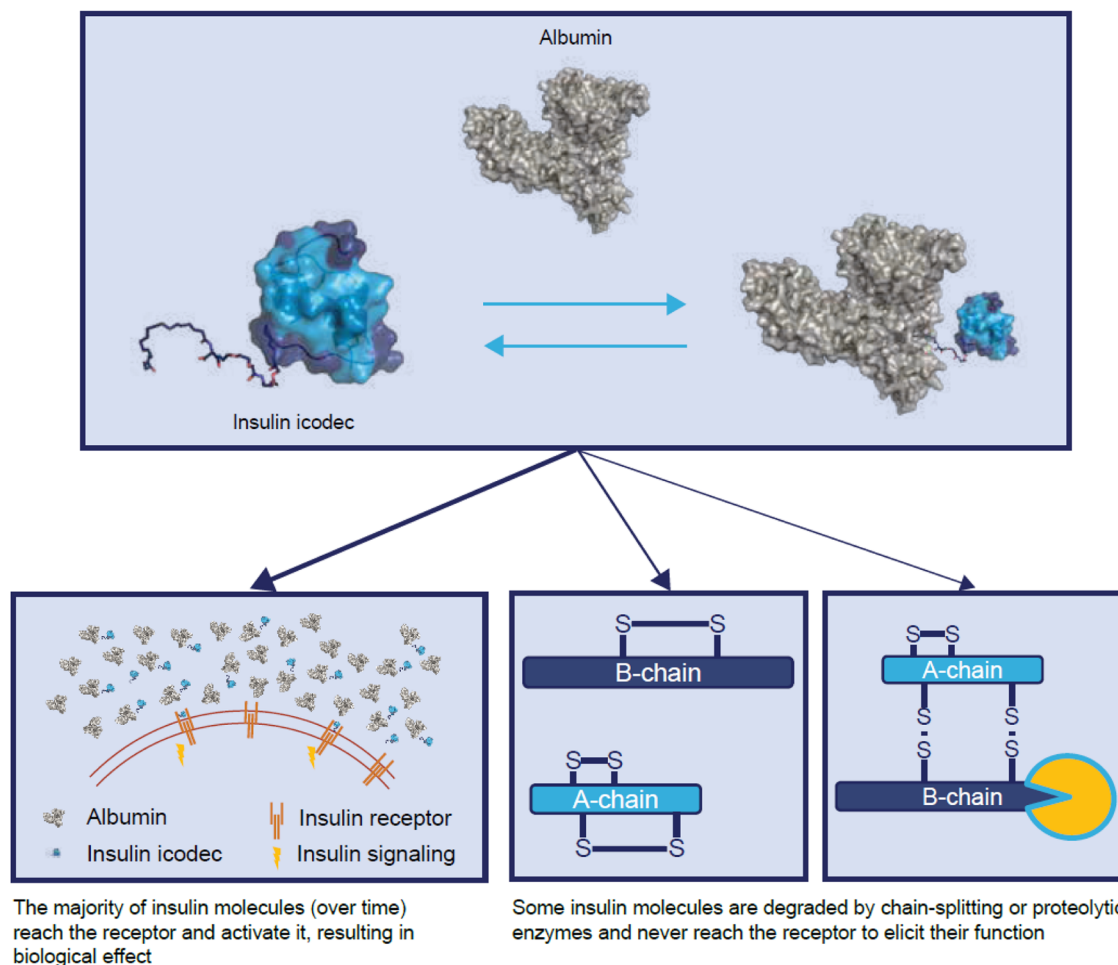 Albumin
Insulin icodec
Albumin
Insulin receptor
Insulin icodec
Insulin signaling
S S
B-chain
S S
A-chain
S S
S S
A-chain
S S
S S
B-chain
The majority of insulin molecules (over time)
reach the receptor and activate it, resulting in
biological effect
Some insulin molecules are degraded by chain-splitting or proteolytic
enzymes and never reach the receptor to elicit their function